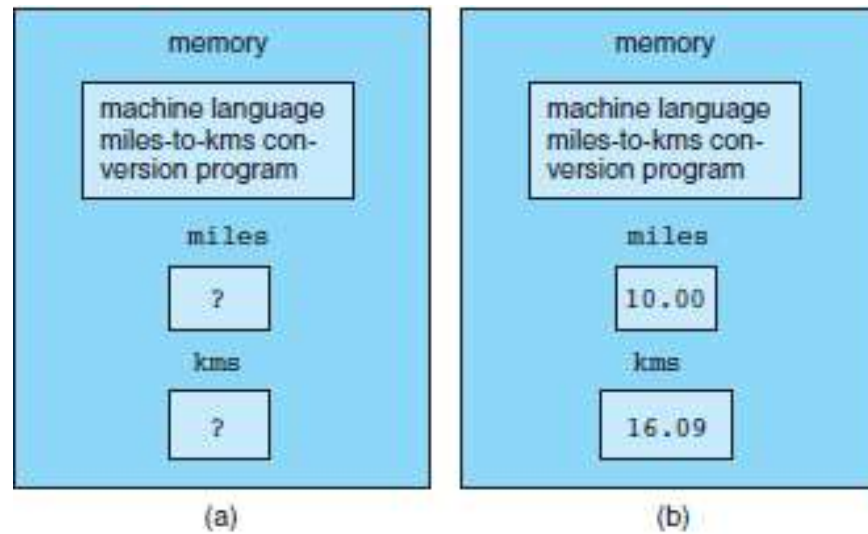 memory
machine language
miles-to-kms con-
version program
miles
?
kms
?
(a)
memory
machine language
miles-to-kms con-
version program
miles
10.00
kms
16.09
(b)